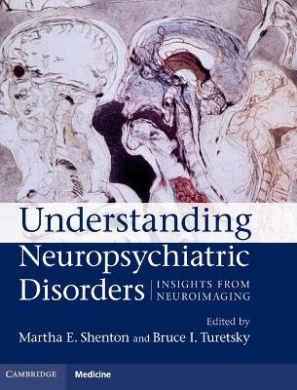 Understanding
Neuropsychiatric
Disorders
INSIGHTS FROM
NEUROIMAGING
Edited by
Martha E. Shenton and Bruce I. Turetsky
CAMBRIDGE Medicine